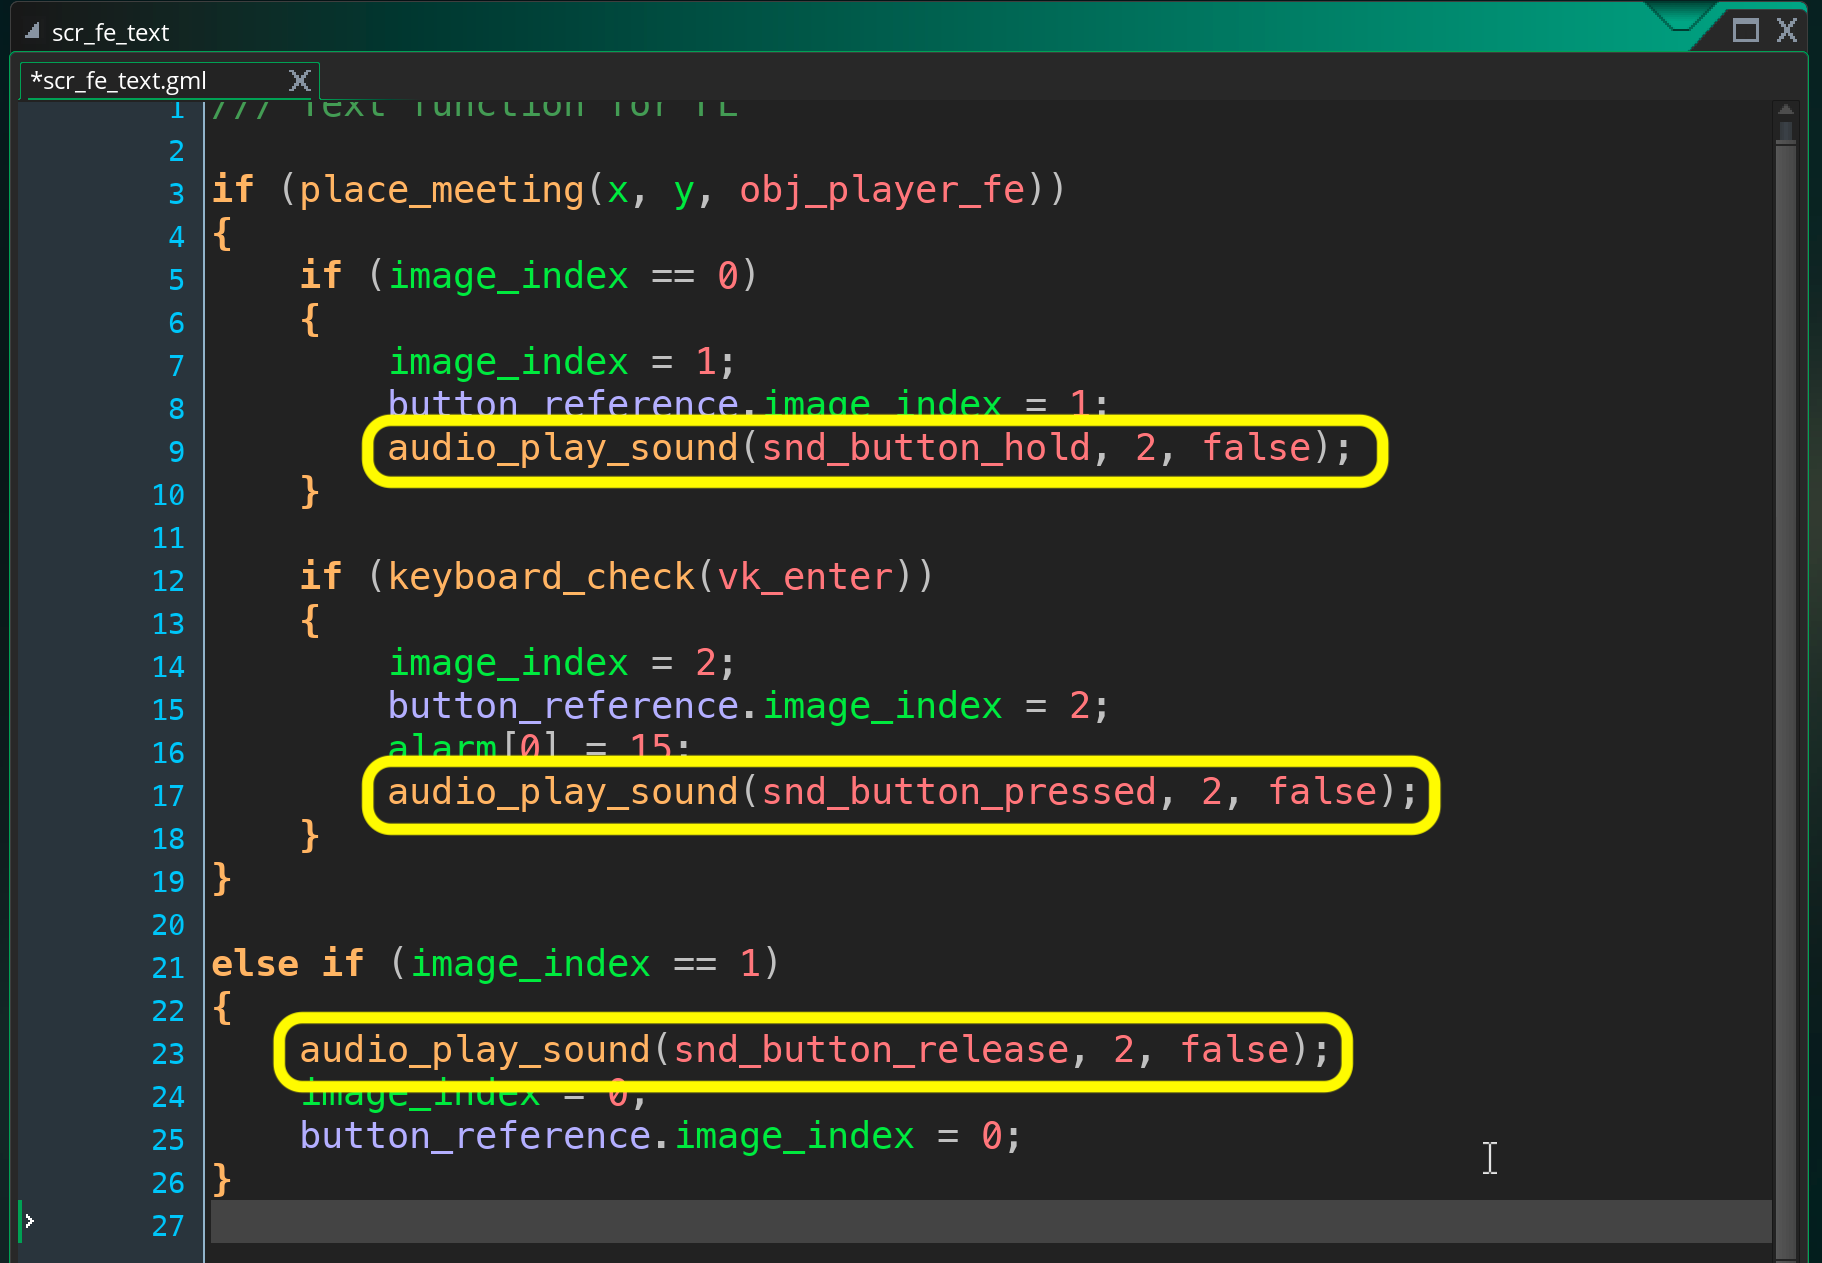 scr_fe_text
*scr_fe_text.gml
1 /// Text function for FE
2
3 if (place_meeting(x, y, obj_player_fe))
4 {
5 if (image_index == 0)
6 {
7 image_index = 1;
8 button_reference.image_index = 1;
9 audio_play_sound(snd_button_hold, 2, false);
10 }
11
12 if (keyboard_check(vk_enter))
13 {
14 image_index = 2;
15 button_reference.image_index = 2;
16 alarm[0] = 15;
17 audio_play_sound(snd_button_pressed, 2, false);
18 }
19 }
20
21 else if (image_index == 1)
22 {
23 audio_play_sound(snd_button_release, 2, false);
24 image_index = 0;
25 button_reference.image_index = 0;
26 }
27